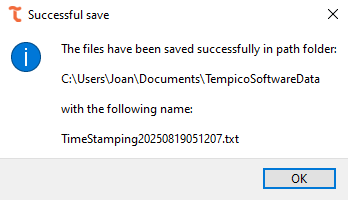 Successful save
The files have been saved successfully in path folder:
C:\Users\Joan\Documents\TempicoSoftwareData
with the following name:
TimeStamping20250819051207.txt
OK